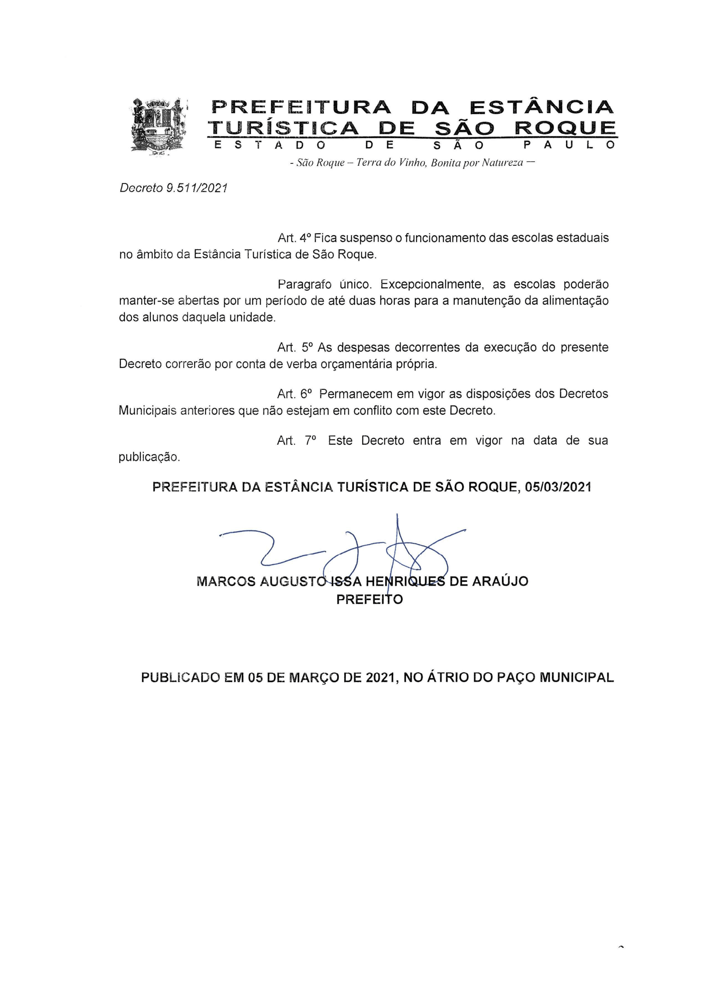 PREFEITURA DA ESTÂNCIA
TURÍSTICA DE SÃO ROQUE
ESTADO DE SÃO PAULO
- São Roque – Terra do Vinho, Bonita por Natureza —
Decreto 9.511/2021
Art. 4º Fica suspenso o funcionamento das escolas estaduais
no âmbito da Estância Turística de São Roque.
Paragrafo único. Excepcionalmente, as escolas poderão
manter-se abertas por um período de até duas horas para a manutenção da alimentação
dos alunos daquela unidade.
Art. 5º As despesas decorrentes da execução do presente
Decreto correrão por conta de verba orçamentária própria.
Art. 6º Permanecem em vigor as disposições dos Decretos
Municipais anteriores que não estejam em conflito com este Decreto.
Art. 7º Este Decreto entra em vigor na data de sua
publicação.
PREFEITURA DA ESTÂNCIA TURÍSTICA DE SÃO ROQUE, 05/03/2021
MARCOS AUGUSTO ISSA HENRIQUES DE ARAÚJO
PREFEITO
PUBLICADO EM 05 DE MARÇO DE 2021, NO ÁTRIO DO PAÇO MUNICIPAL